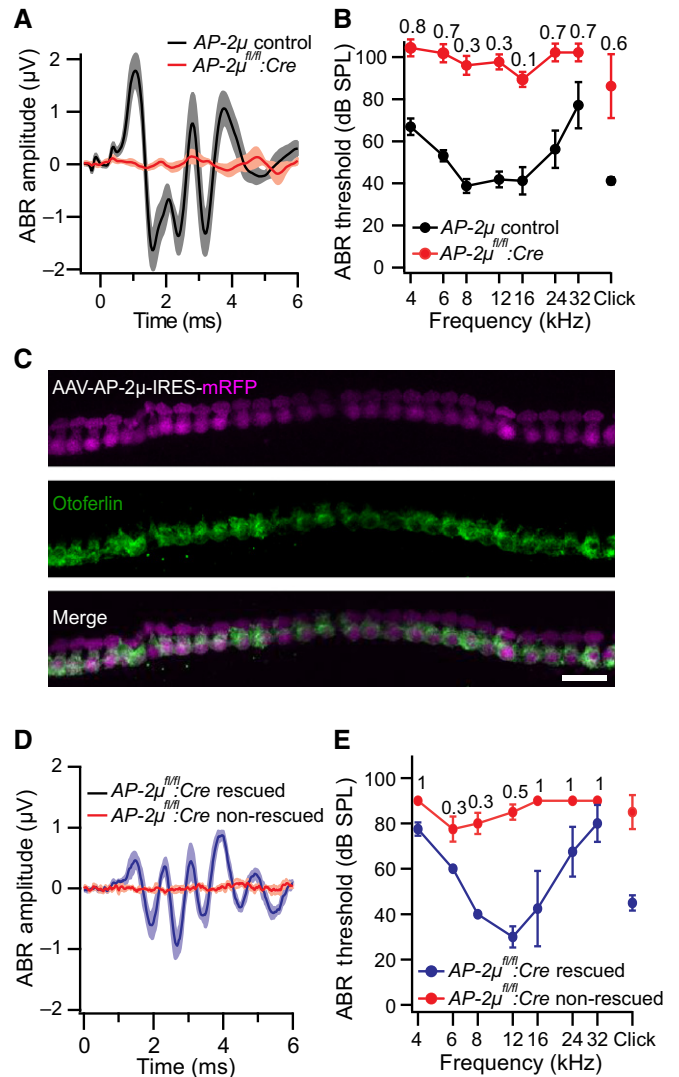 A
AP-2μ control
AP-2μfl/fl:Cre
ABR amplitude (μV)
2
1
0
−1
−2
0 2 4 6
Time (ms)
B
0.8 0.7 0.3 0.3 0.1 0.7 0.7 0.6
ABR threshold (dB SPL)
100
80
60
40
20
0
AP-2μ control
AP-2μfl/fl:Cre
4 6 8 12 16 24 32 Click
Frequency (kHz)
C
AAV-AP-2μ-IRES-mRFP
Otoferlin
Merge
D
AP-2μfl/fl:Cre rescued
AP-2μfl/fl:Cre non-rescued
ABR amplitude (μV)
2
1
0
−1
−2
0 2 4 6
Time (ms)
E
1 0.3 0.3 0.5 1 1 1
ABR threshold (dB SPL)
100
80
60
40
20
0
AP-2μfl/fl:Cre rescued
AP-2μfl/fl:Cre non-rescued
4 6 8 12 16 24 32 Click
Frequency (kHz)